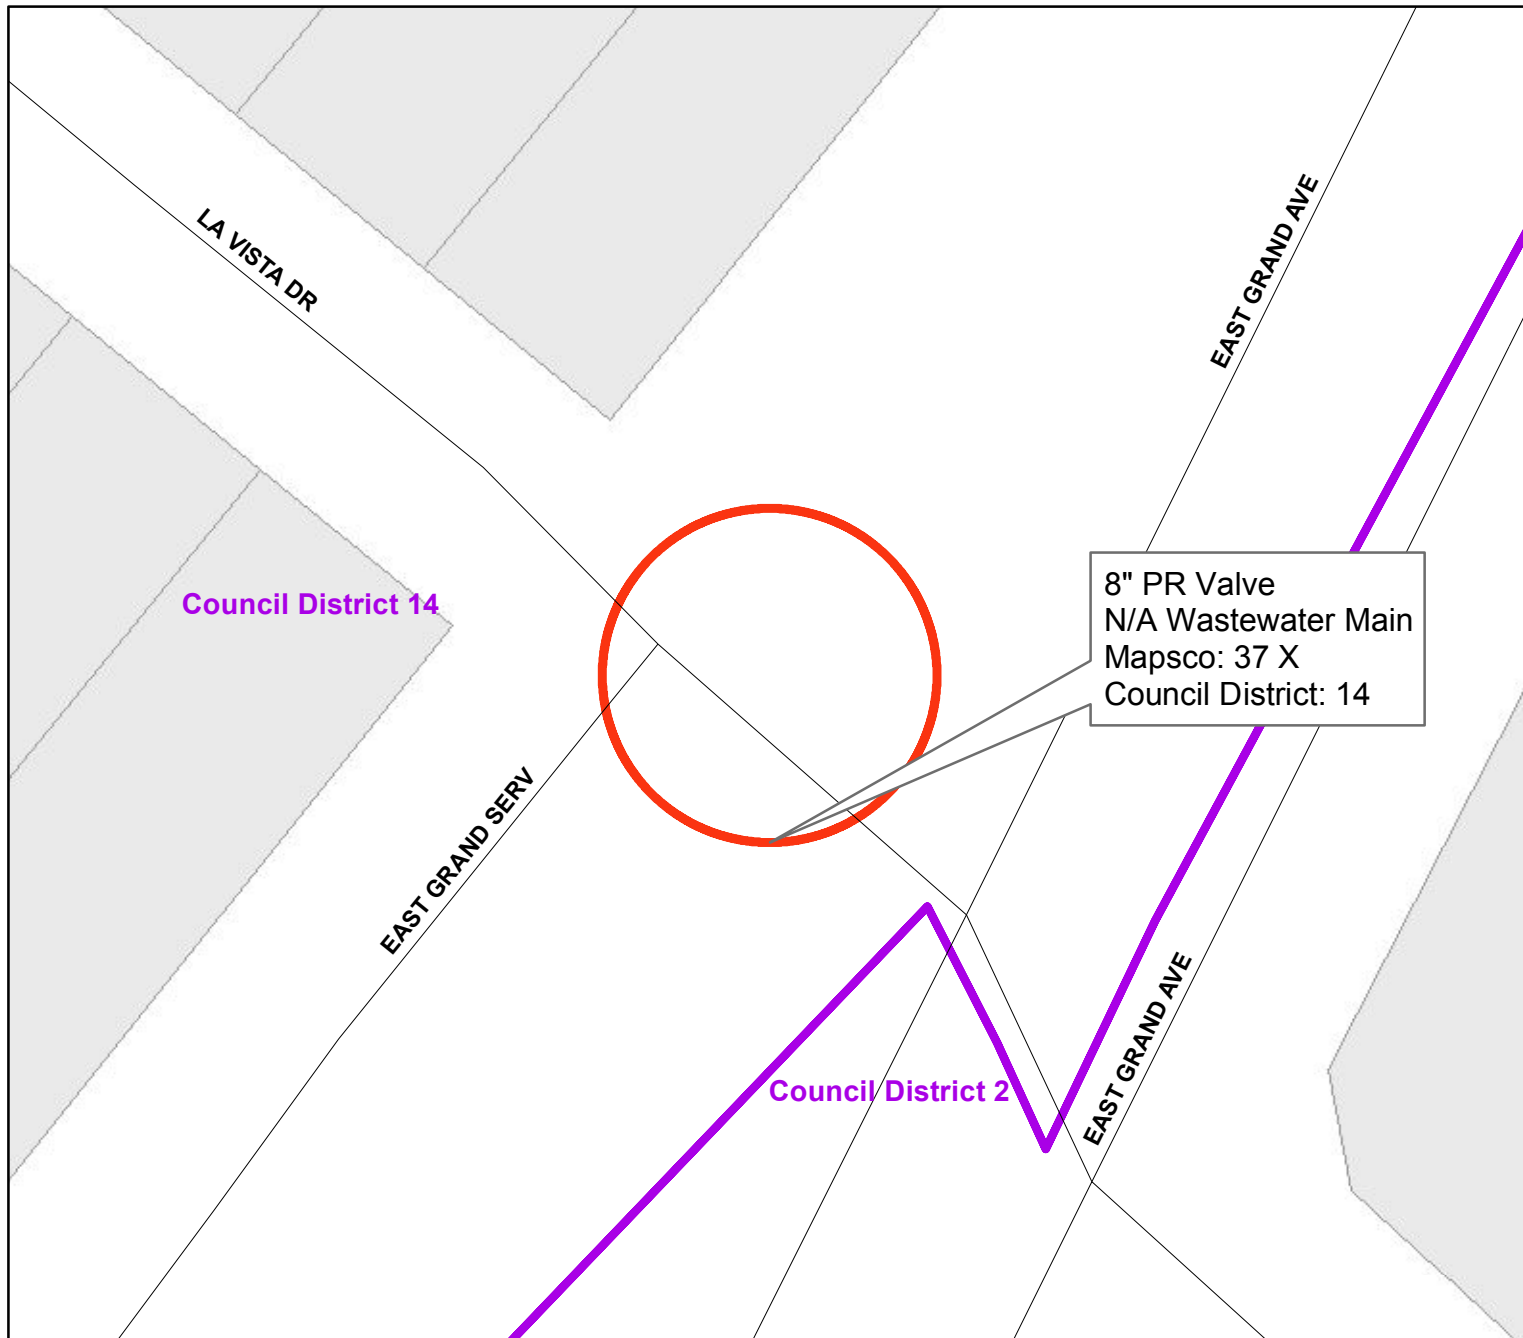 LA VISTA DR
EAST GRAND AVE
Council District 14
8" PR Valve
N/A Wastewater Main
Mapsco: 37 X
Council District: 14
EAST GRAND SERV
EAST GRAND AVE
Council District 2